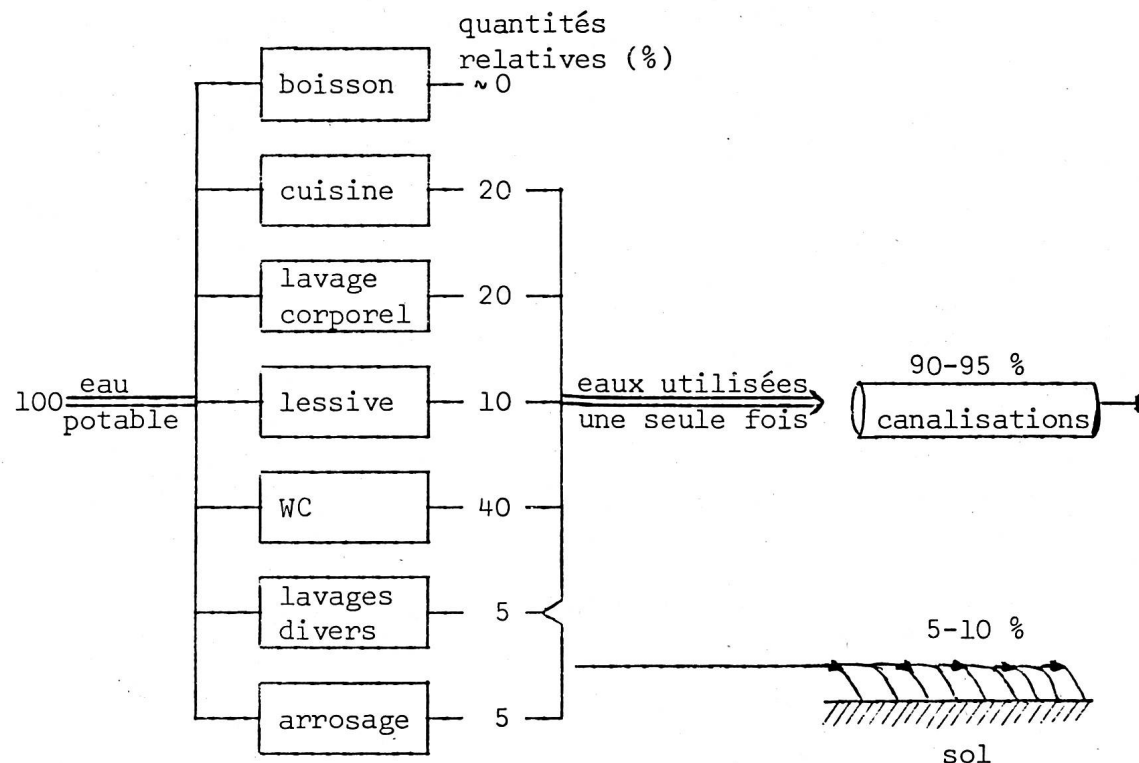 quantités
relatives (%)
boisson
~0
cuisine
20
lavage
corporel
20
100
eau
potable
lessive
10
eaux utilisées
une seule fois
90-95 %
canalisations
WC
40
lavages
divers
5
5-10 %
arrosage
5
sol